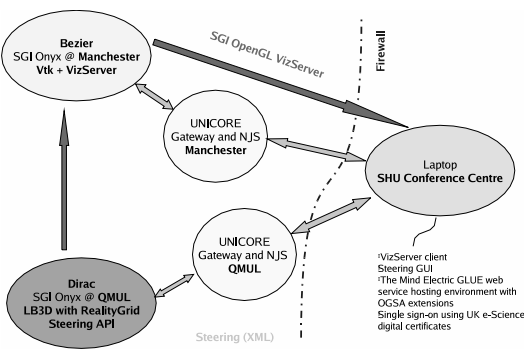 Bezier
SGI Onyx @ Manchester
Vtk + VizServer
SGI OpenGL VizServer
Firewall
UNICORE
Gateway and NJS
Manchester
Laptop
SHU Conference Centre
UNICORE
Gateway and NJS
QMUL
Dirac
SGI Onyx @ QMUL
LB3D with RealityGrid
Steering API
Steering (XML)
VizServer client
Steering GUI
The Mind Electric GLUE web
service hosting environment with
OGSA extensions
Single sign-on using UK e-Science
digital certificates